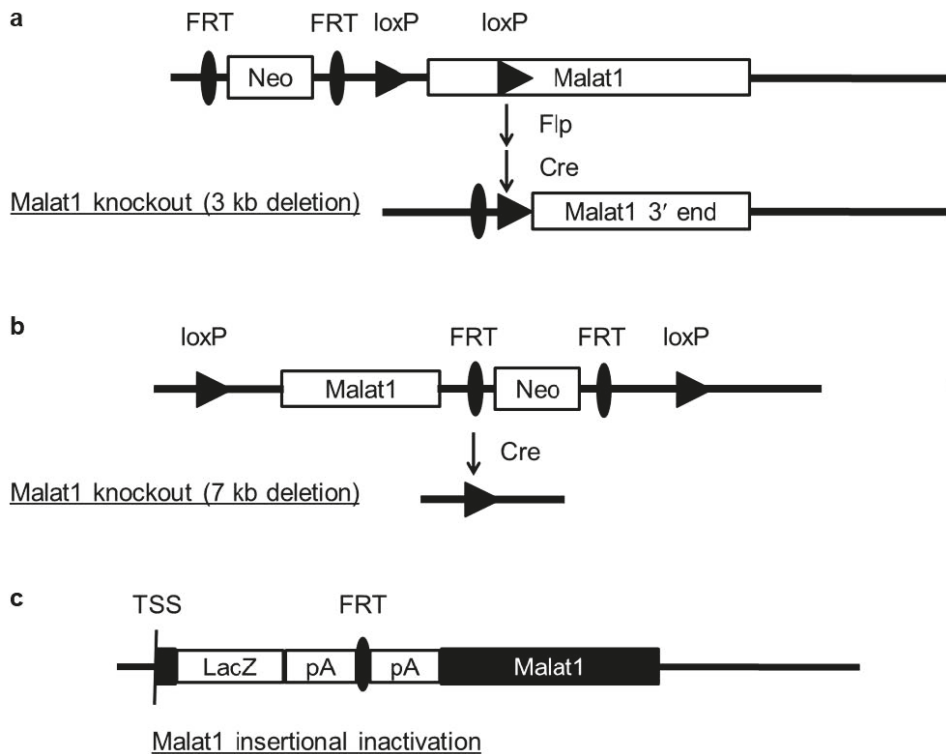 a
FRT FRT loxP loxP
Neo Malat1
Flp
Cre
Malat1 knockout (3 kb deletion)
Malat1 3′ end
b
loxP FRT FRT loxP
Malat1 Neo
Cre
Malat1 knockout (7 kb deletion)
c
TSS FRT
LacZ pA pA Malat1
Malat1 insertional inactivation